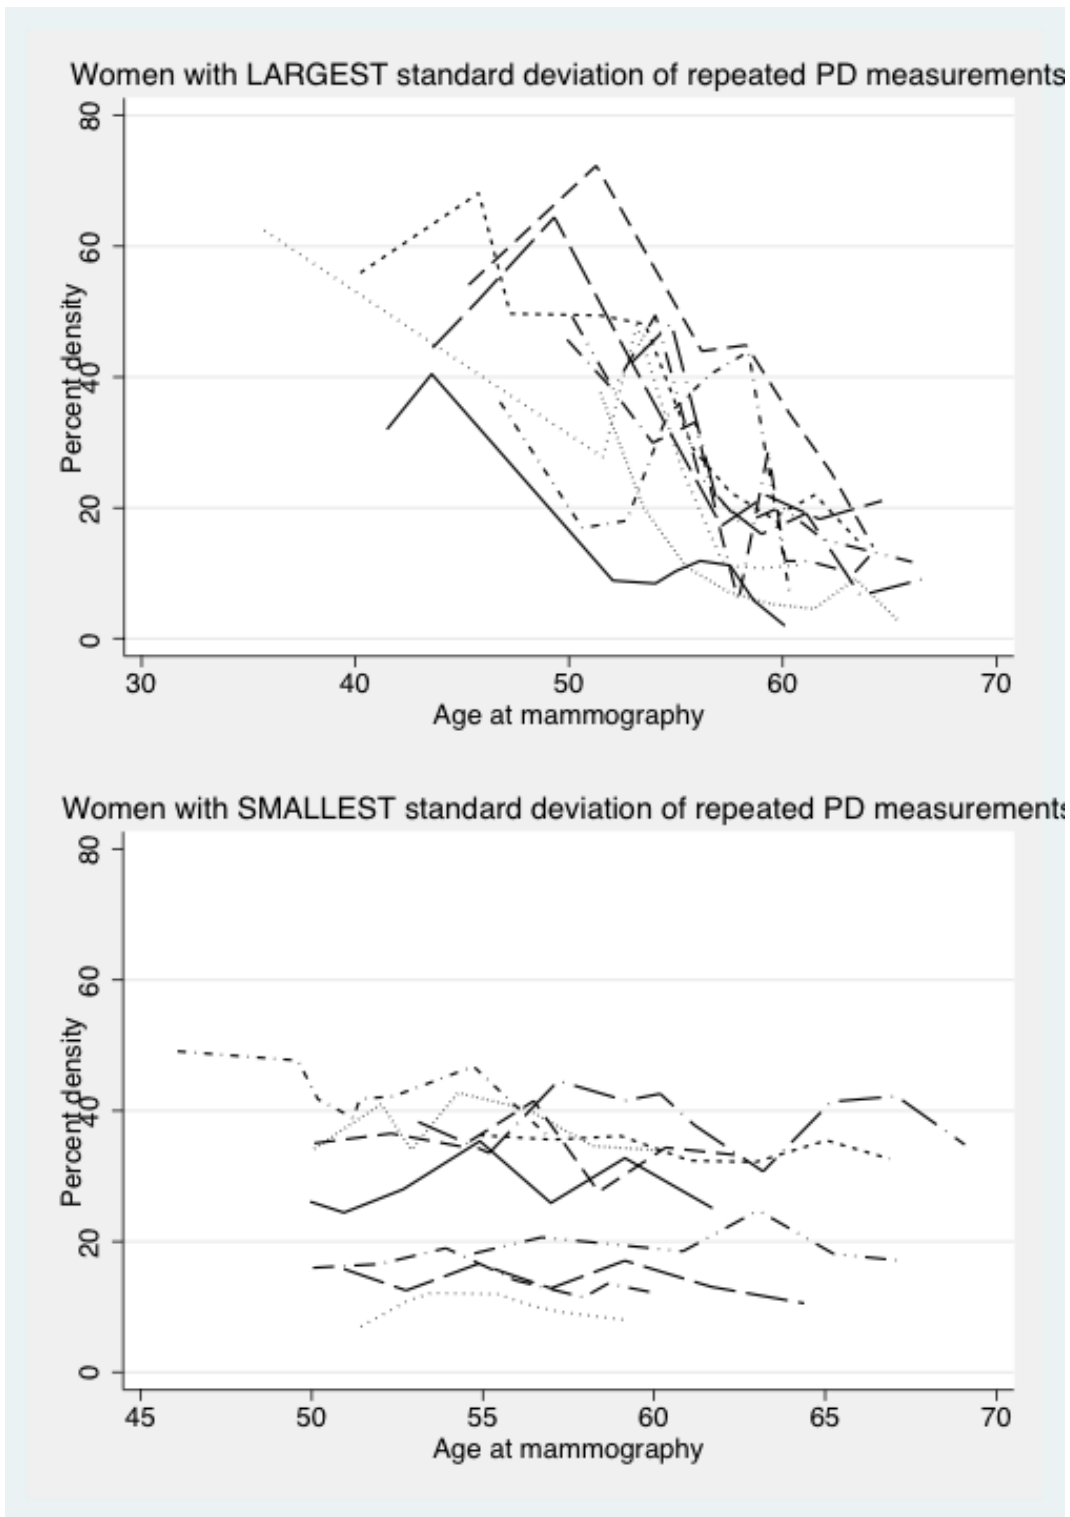 Women with LARGEST standard deviation of repeated PD measurements
80
60
40
20
0
Percent density
30 40 50 60 70
Age at mammography
Women with SMALLEST standard deviation of repeated PD measurements
80
60
40
20
0
Percent density
45 50 55 60 65 70
Age at mammography